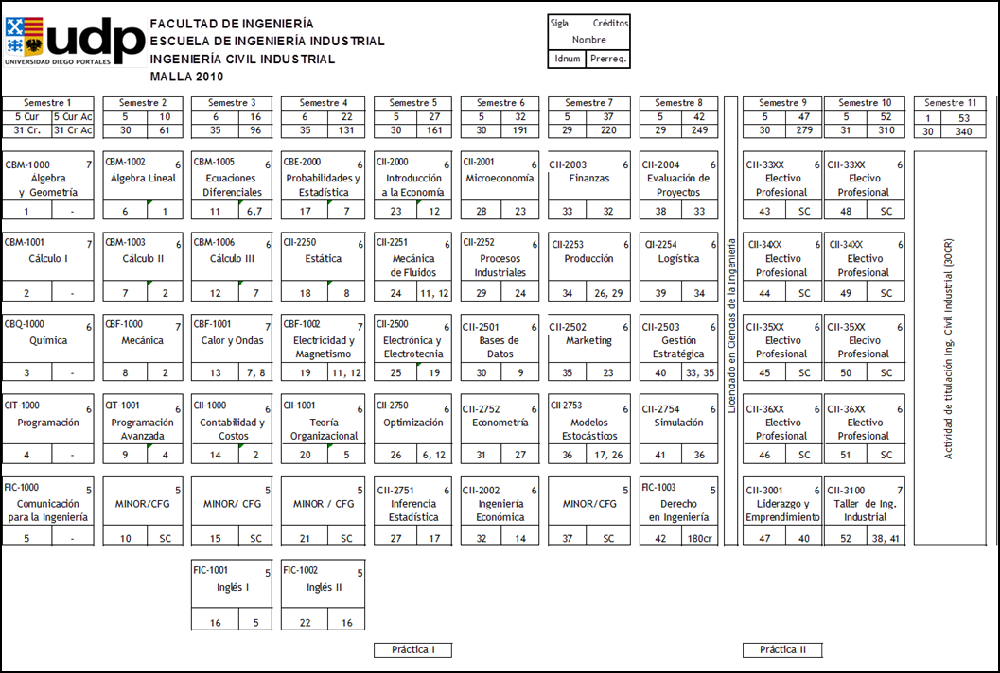 udp
UNIVERSIDAD DIEGO PORTALES
FACULTAD DE INGENIERÍA
ESCUELA DE INGENIERÍA INDUSTRIAL
INGENIERÍA CIVIL INDUSTRIAL
MALLA 2010
Sigla Créditos
Nombre
Idnum Prerreq.
Semestre 1 Semestre 2 Semestre 3 Semestre 4 Semestre 5 Semestre 6 Semestre 7 Semestre 8 Semestre 9 Semestre 10 Semestre 11
5 Cur 5 Cur Ac 5 10 6 16 6 22 5 27 5 32 5 37 5 42 5 47 5 52 1 53
31 Cr. 31 Cr Ac 30 61 35 96 35 131 30 161 30 191 29 220 29 249 30 279 31 310 30 340
CBM-1000 7 CBM-1002 6 CBM-1005 6 CBE-2000 6 CII-2000 6 CII-2001 6 CII-2003 6 CII-2004 6 CII-33XX 6 CII-33XX 6
Álgebra Álgebra Lineal Ecuaciones Probabilidades y Introducción Microeconomía Finanzas Evaluación de Electivo Electivo
y Geometría Diferenciales Estadística a la Economía Proyectos Profesional Profesional
1 - 6 1 11 6,7 17 7 23 12 28 23 33 32 38 33 43 SC 48 SC
CBM-1001 7 CBM-1003 6 CBM-1006 6 CII-2250 6 CII-2251 6 CII-2252 6 CII-2253 6 CII-2254 6 CII-34XX 6 CII-34XX 6
Cálculo I Cálculo II Cálculo III Estática Mecánica Procesos Producción Logística Electivo Electivo
de Fluidos Industriales Profesional Profesional
2 - 7 2 12 7 18 8 24 11, 12 29 24 34 26, 29 39 34 44 SC 49 SC
CBQ-1000 6 CBF-1000 7 CBF-1001 7 CBF-1002 7 CII-2500 6 CII-2501 6 CII-2502 6 CII-2503 6 CII-35XX 6 CII-35XX 6
Química Mecánica Calor y Ondas Electricidad y Electrónica y Bases de Marketing Gestión Electivo Elecivo
Magnetismo Electrotecnia Datos Estratégica Profesional Profesional
3 - 8 2 13 7, 8 19 11, 12 25 19 30 9 35 23 40 33, 35 45 SC 50 SC
CIT-1000 6 CIT-1001 6 CII-1000 6 CII-1001 6 CII-2750 6 CII-2752 6 CII-2753 6 CII-2754 6 CII-36XX 6 CII-36XX 6
Programación Programación Contabilidad y Teoría Optimización Econometría Modelos Simulación Electivo Electivo
Avanzada Costos Organizacional Estocásticos Profesional Profesional
4 - 9 4 14 2 20 5 26 6, 12 31 27 36 17, 26 41 36 46 SC 51 SC
FIC-1000 5 5 5 5 CII-2751 6 CII-2002 6 5 FIC-1003 5 CII-3001 6 CII-3100 7
Comunicación MINOR/CFG MINOR/ CFG MINOR / CFG Inferencia Ingeniería MINOR/CFG Derecho Liderazgo y Taller de Ing.
para la Ingeniería Estadística Económica en Ingeniería Emprendimiento Industrial
5 - 10 SC 15 SC 21 SC 27 17 32 14 37 SC 42 180cr 47 40 52 38, 41
Licenciado en Ciendas de la Ingeniería
Actividad de titulación Ing. Civil Industrial (30CR)
FIC-1001 5 FIC-1002 5
Inglés I Inglés II
16 5 22 16
Práctica I Práctica II